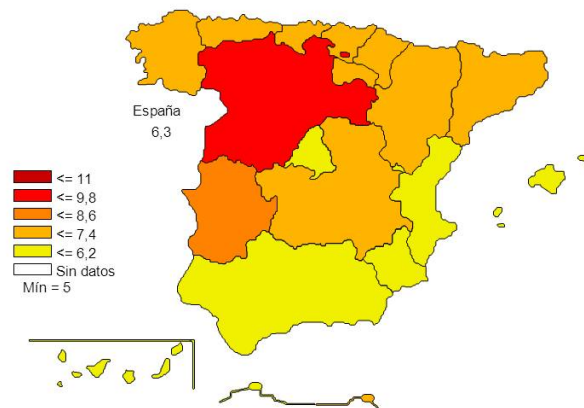 España
6,3
<= 11
<= 9,8
<= 8,6
<= 7,4
<= 6,2
Sin datos
Mín = 5